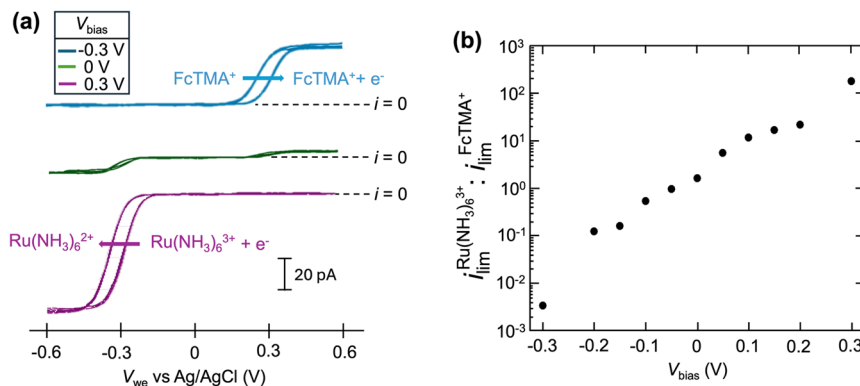 (a)
V_bias
-0.3 V
0 V
0.3 V
FcTMA⁺ FcTMA⁺+ e⁻
i = 0
i = 0
i = 0
Ru(NH₃)₆²⁺ Ru(NH₃)₆³⁺ + e⁻
20 pA
-0.6 -0.3 0 0.3 0.6
V_we vs Ag/AgCl (V)
(b)
i_lim^Ru(NH₃)₆³⁺ : i_lim^FcTMA⁺
10³
10²
10¹
10⁰
10⁻¹
10⁻²
10⁻³
-0.3 -0.2 -0.1 0 0.1 0.2 0.3
V_bias (V)